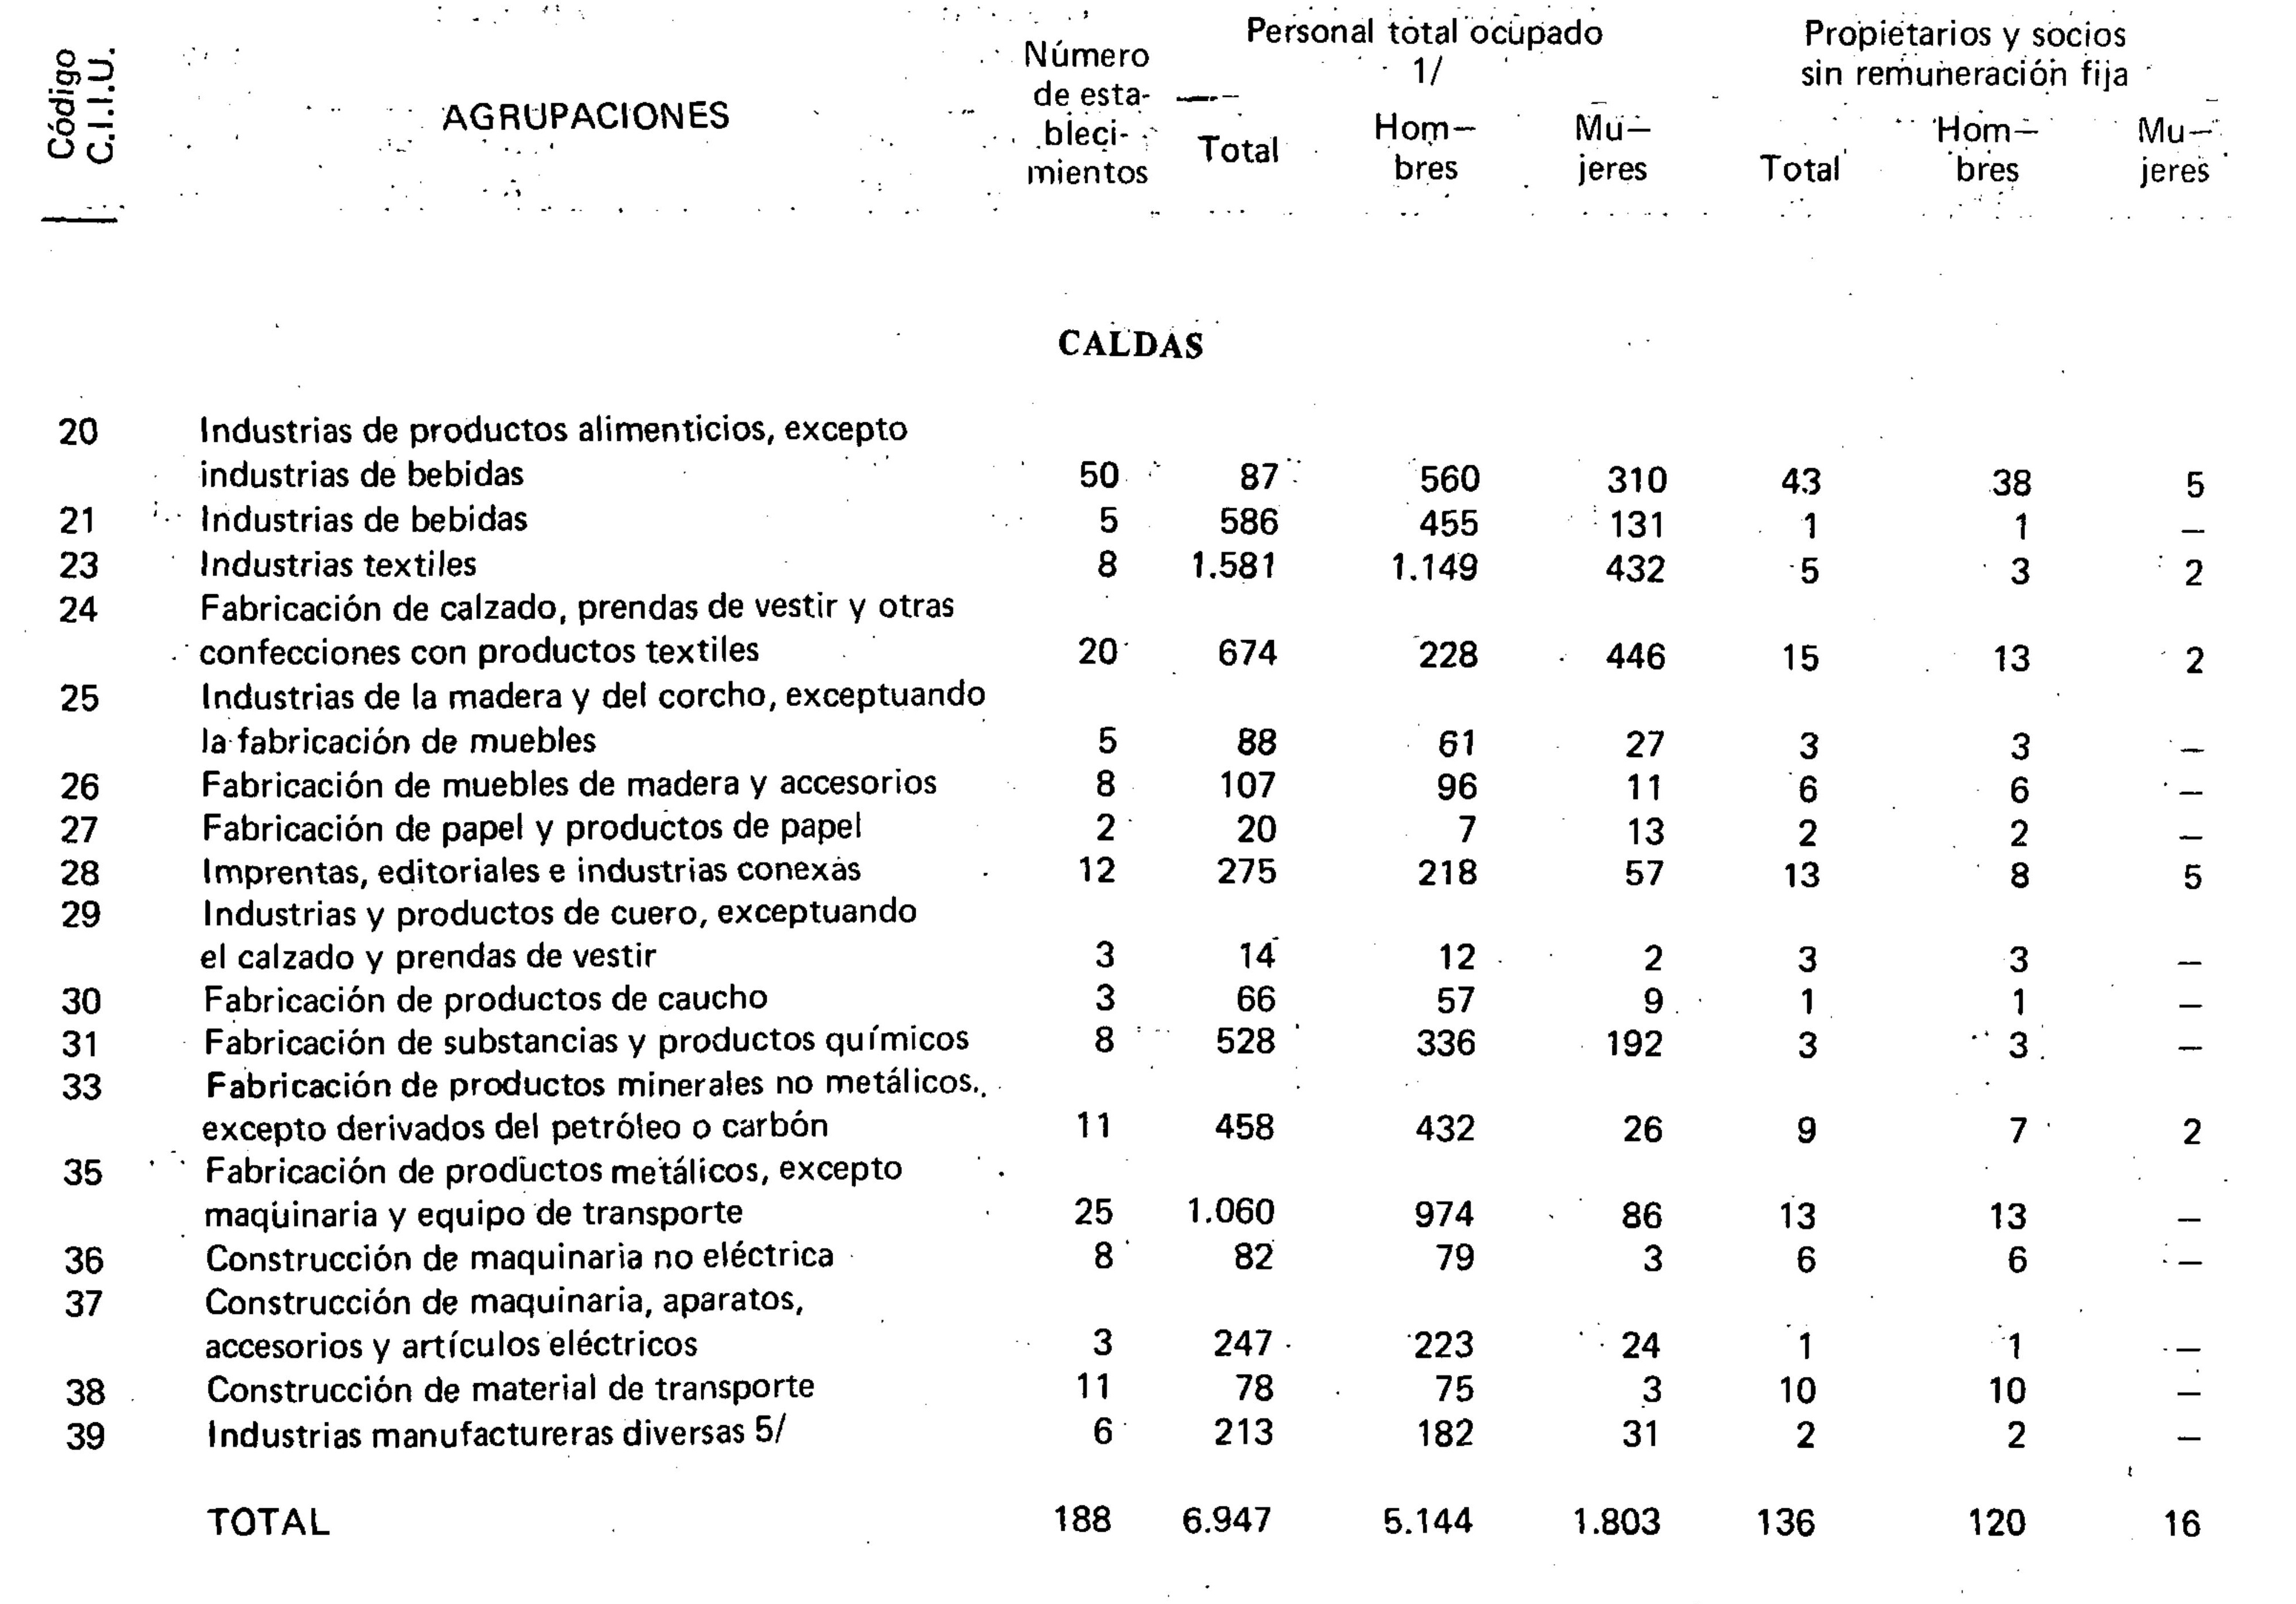 Código C.I.I.U. AGRUPACIONES Número de esta- bleci- mientos Personal total ocupado 1/ Total Hom- bres Mu- jeres Propietarios y socios sin remuneración fija Total Hom- bres Mu- jeres
CALDAS
20 Industrias de productos alimenticios, excepto
industrias de bebidas 50 87 560 310 43 38 5
21 Industrias de bebidas 5 586 455 131 1 1 –
23 Industrias textiles 8 1.581 1.149 432 5 3 2
24 Fabricación de calzado, prendas de vestir y otras
confecciones con productos textiles 20 674 228 446 15 13 2
25 Industrias de la madera y del corcho, exceptuando
la fabricación de muebles 5 88 61 27 3 3 –
26 Fabricación de muebles de madera y accesorios 8 107 96 11 6 6 –
27 Fabricación de papel y productos de papel 2 20 7 13 2 2 –
28 Imprentas, editoriales e industrias conexas 12 275 218 57 13 8 5
29 Industrias y productos de cuero, exceptuando
el calzado y prendas de vestir 3 14 12 2 3 3 –
30 Fabricación de productos de caucho 3 66 57 9 1 1 –
31 Fabricación de substancias y productos químicos 8 528 336 192 3 3 –
33 Fabricación de productos minerales no metálicos.
excepto derivados del petróleo o carbón 11 458 432 26 9 7 2
35 Fabricación de productos metálicos, excepto
maquinaria y equipo de transporte 25 1.060 974 86 13 13 –
36 Construcción de maquinaria no eléctrica 8 82 79 3 6 6 –
37 Construcción de maquinaria, aparatos,
accesorios y artículos eléctricos 3 247 223 24 1 1 –
38 Construcción de material de transporte 11 78 75 3 10 10 –
39 Industrias manufactureras diversas 5/ 6 213 182 31 2 2 –
TOTAL 188 6.947 5.144 1.803 136 120 16